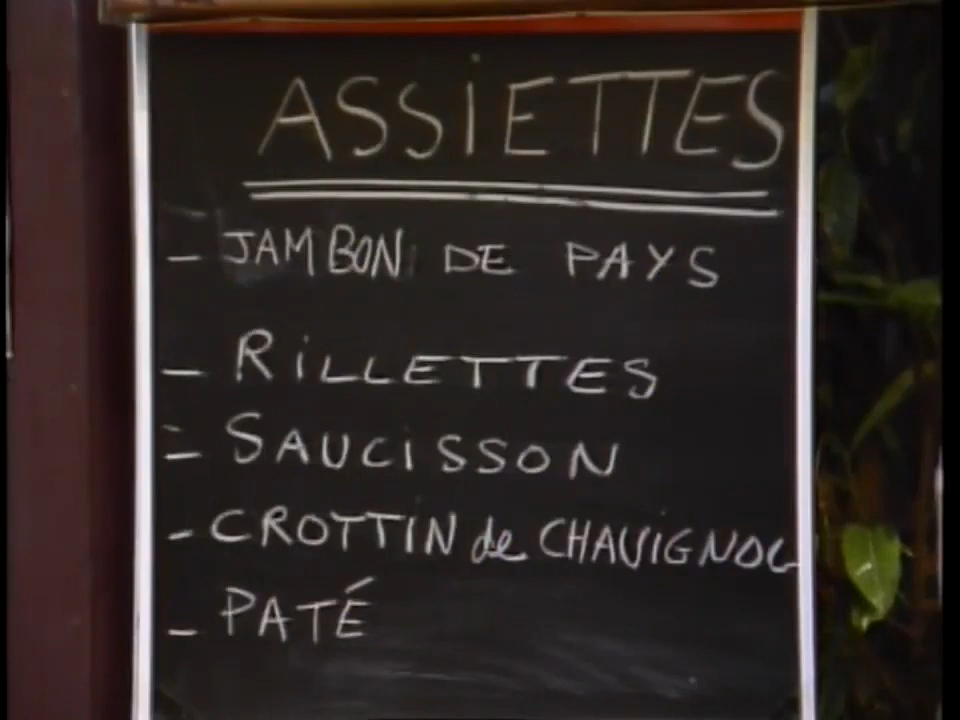 ASSiETTES
- JAMBON DE PAYS
- RiLLETTES
- SAUCiSSON
- CROTTIN de CHAViGNOL
- PATÉ